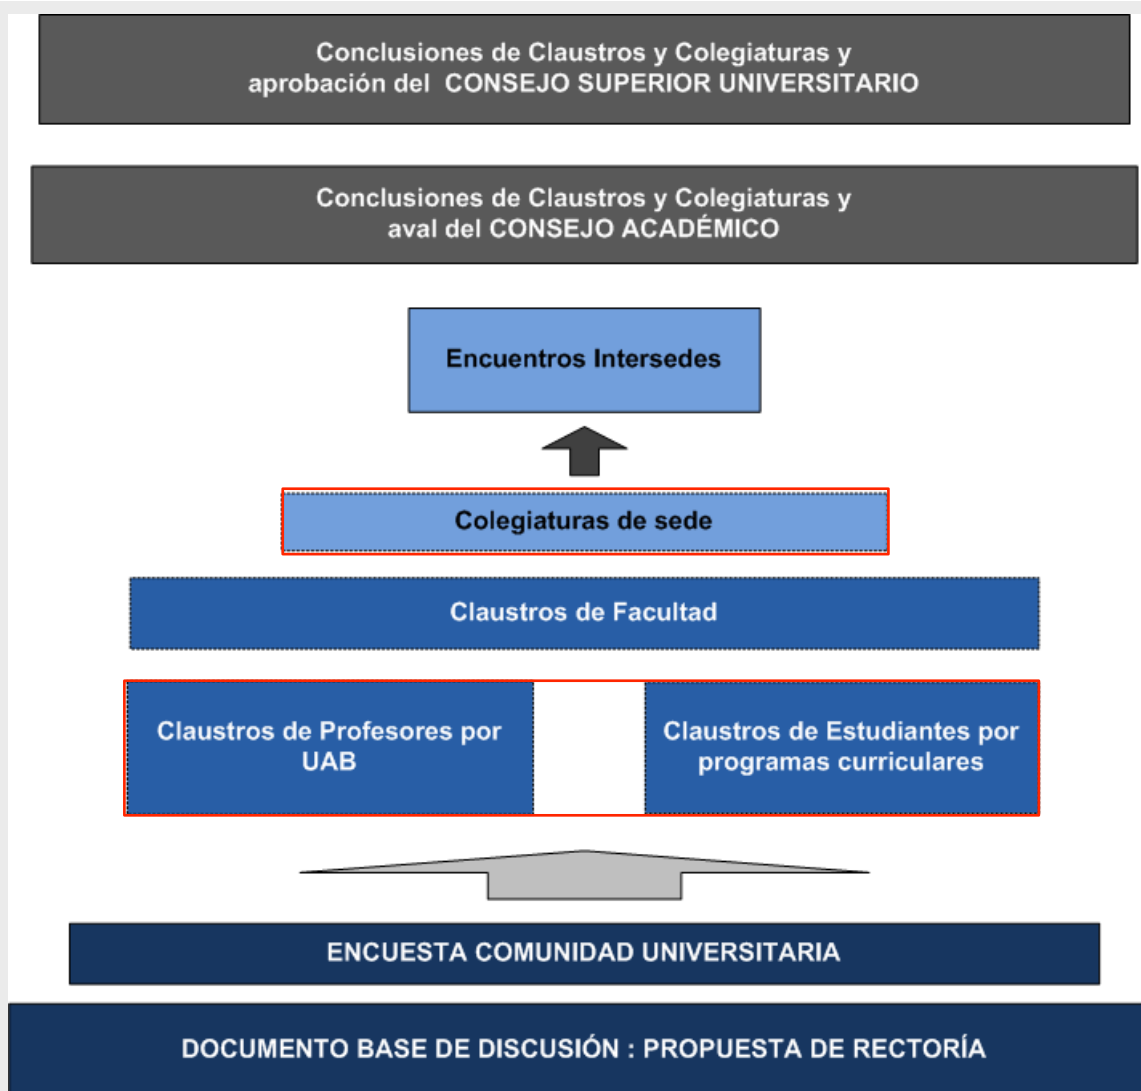 Conclusiones de Claustros y Colegiaturas y
aprobación del CONSEJO SUPERIOR UNIVERSITARIO
Conclusiones de Claustros y Colegiaturas y
aval del CONSEJO ACADÉMICO
Encuentros Intersedes
Colegiaturas de sede
Claustros de Facultad
Claustros de Profesores por
UAB
Claustros de Estudiantes por
programas curriculares
ENCUESTA COMUNIDAD UNIVERSITARIA
DOCUMENTO BASE DE DISCUSIÓN : PROPUESTA DE RECTORÍA